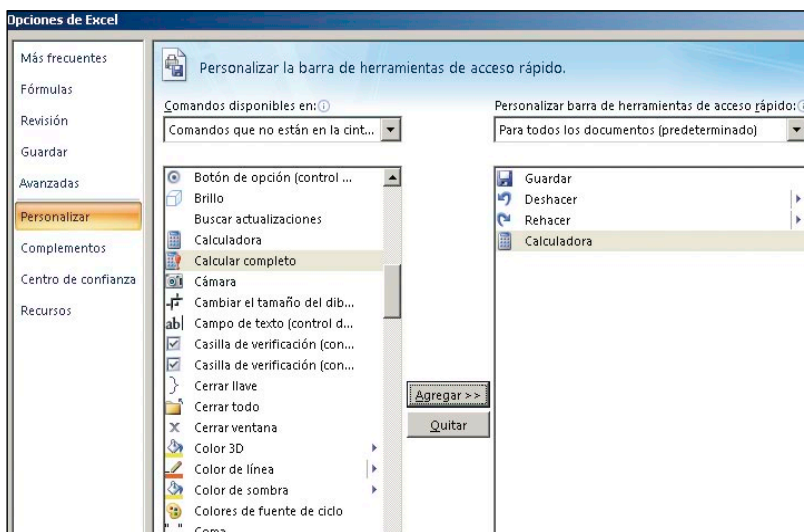 Opciones de Excel
Más frecuentes
Fórmulas
Revisión
Guardar
Avanzadas
Personalizar
Complementos
Centro de confianza
Recursos
Personalizar la barra de herramientas de acceso rápido.
Comandos disponibles en:
Comandos que no están en la cint...
Botón de opción (control ...
Brillo
Buscar actualizaciones
Calculadora
Calcular completo
Cámara
Cambiar el tamaño del dib...
Campo de texto (control d...
Casilla de verificación (con...
Casilla de verificación (con...
Cerrar llave
Cerrar todo
Cerrar ventana
Color 3D
Color de línea
Color de sombra
Colores de fuente de ciclo
Coma
Agregar >>
Quitar
Personalizar barra de herramientas de acceso rápido:
Para todos los documentos (predeterminado)
Guardar
Deshacer
Rehacer
Calculadora